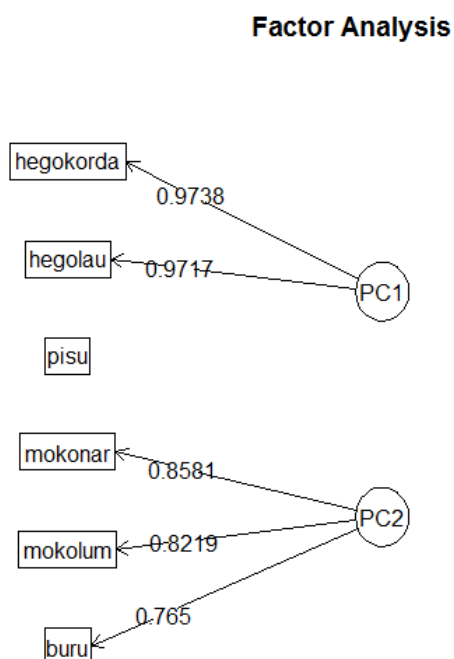 Factor Analysis
hegokorda
0.9738
hegolau
0.9717
PC1
pisu
mokonar
0.8581
PC2
mokolum
0.8219
0.765
buru